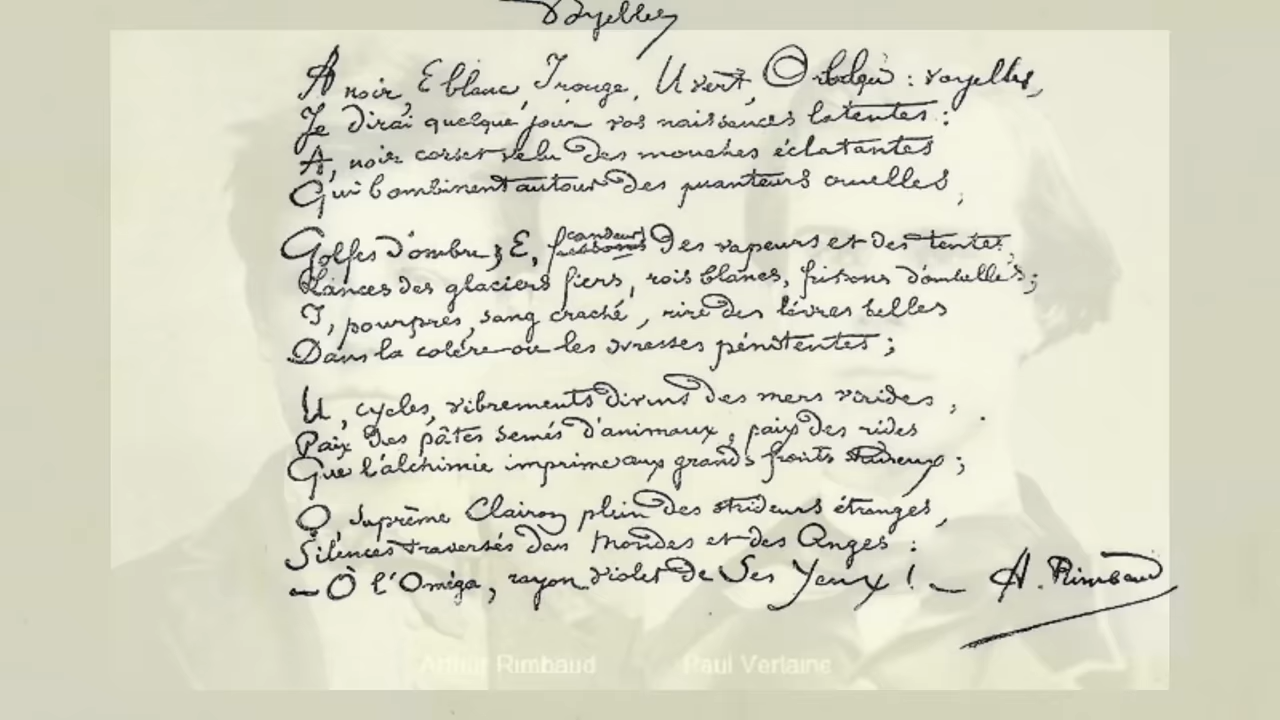 Voyelles
A noir, E blanc, I rouge, U vert, O bleu : voyelles,
Je dirai quelque jour vos naissances latentes :
A, noir corset velu des mouches éclatantes
Qui bombinent autour des puanteurs cruelles,
Golfes d'ombre ; E, candeurs des vapeurs et des tentes,
Lances des glaciers fiers, rois blancs, frissons d'ombelles ;
I, pourpres, sang craché, rire des lèvres belles
Dans la colère ou les ivresses pénitentes ;
U, cycles, vibrements divins des mers virides,
Paix des pâtis semés d'animaux, paix des rides
Que l'alchimie imprime aux grands fronts studieux ;
O, suprême Clairon plein des strideurs étranges,
Silences traversés des Mondes et des Anges :
— Ô l'Oméga, rayon violet de Ses Yeux ! — A. Rimbaud
Arthur Rimbaud Paul Verlaine